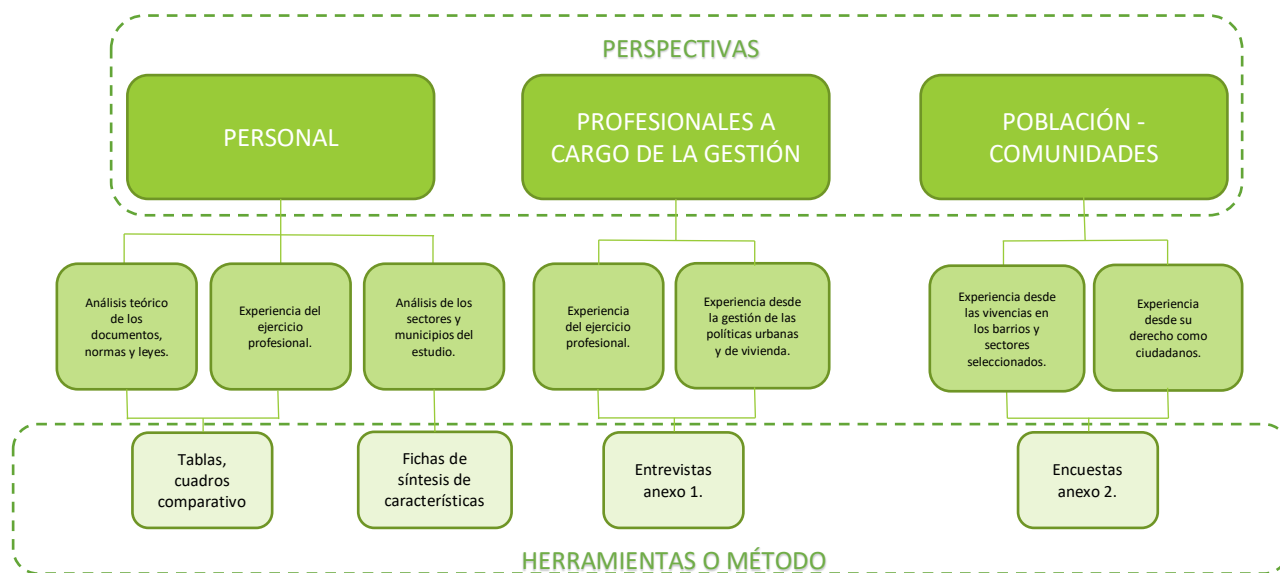 PERSPECTIVAS
PERSONAL
PROFESIONALES A
CARGO DE LA GESTIÓN
POBLACIÓN -
COMUNIDADES
Análisis teórico
de los
documentos,
normas y leyes.
Experiencia del
ejercicio
profesional.
Análisis de los
sectores y
municipios del
estudio.
Experiencia
del ejercicio
profesional.
Experiencia desde
la gestión de las
políticas urbanas
y de vivienda.
Experiencia desde
las vivencias en
los barrios y
sectores
seleccionados.
Experiencia
desde su
derecho como
ciudadanos.
Tablas,
cuadros
comparativo
Fichas de
síntesis de
características
Entrevistas
anexo 1.
Encuestas
anexo 2.
HERRAMIENTAS O MÉTODO